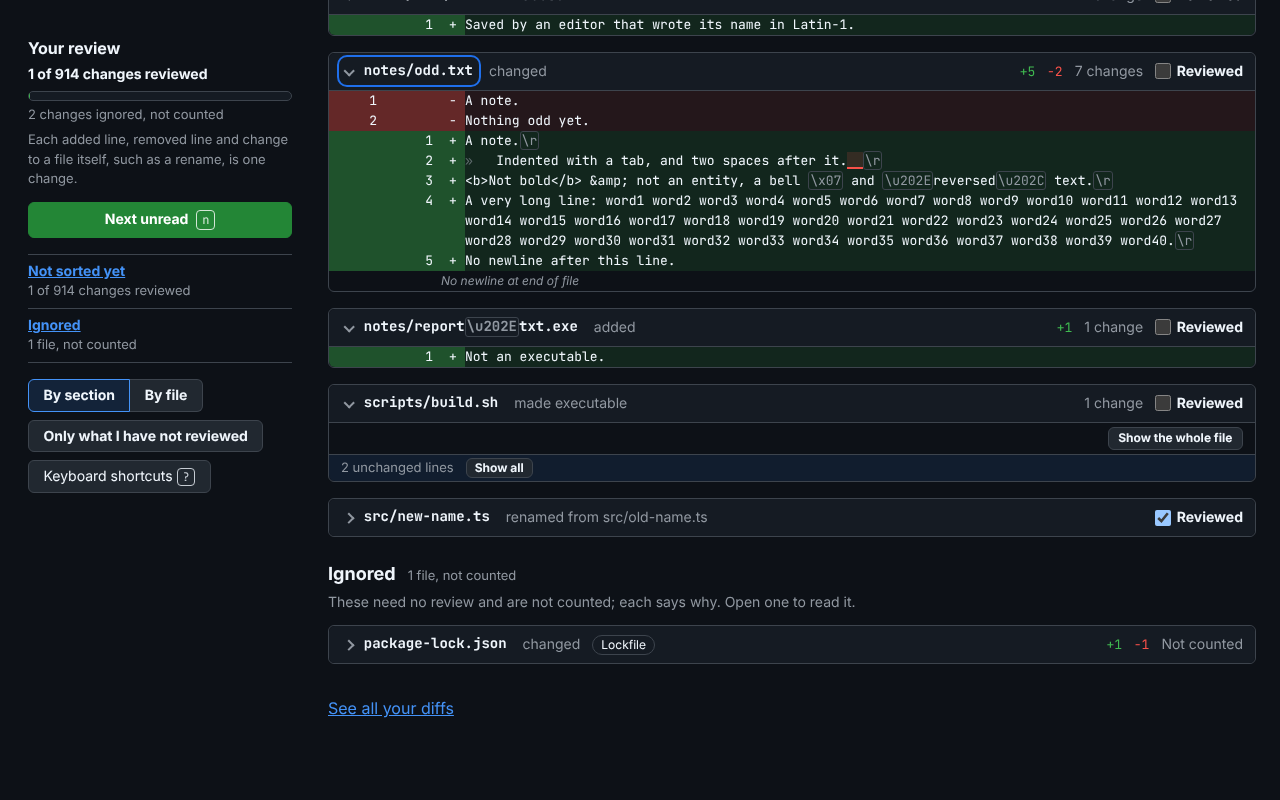 Your review
1 of 914 changes reviewed
2 changes ignored, not counted
Each added line, removed line and change
to a file itself, such as a rename, is one
change.
Next unread n
Not sorted yet
1 of 914 changes reviewed
Ignored
1 file, not counted
By section By file
Only what I have not reviewed
Keyboard shortcuts ?
1 + Saved by an editor that wrote its name in Latin-1.
notes/odd.txt changed +5 -2 7 changes Reviewed
1 - A note.
2 - Nothing odd yet.
1 + A note.\r
2 + » Indented with a tab, and two spaces after it. \r
3 + <b>Not bold</b> &amp; not an entity, a bell \x07 and \u202Ereversed\u202C text.\r
4 + A very long line: word1 word2 word3 word4 word5 word6 word7 word8 word9 word10 word11 word12 word13
word14 word15 word16 word17 word18 word19 word20 word21 word22 word23 word24 word25 word26 word27
word28 word29 word30 word31 word32 word33 word34 word35 word36 word37 word38 word39 word40.\r
5 + No newline after this line.
No newline at end of file
notes/report\u202Etxt.exe added +1 1 change Reviewed
1 + Not an executable.
scripts/build.sh made executable 1 change Reviewed
Show the whole file
2 unchanged lines Show all
src/new-name.ts renamed from src/old-name.ts Reviewed
Ignored 1 file, not counted
These need no review and are not counted; each says why. Open one to read it.
package-lock.json changed Lockfile +1 -1 Not counted
See all your diffs